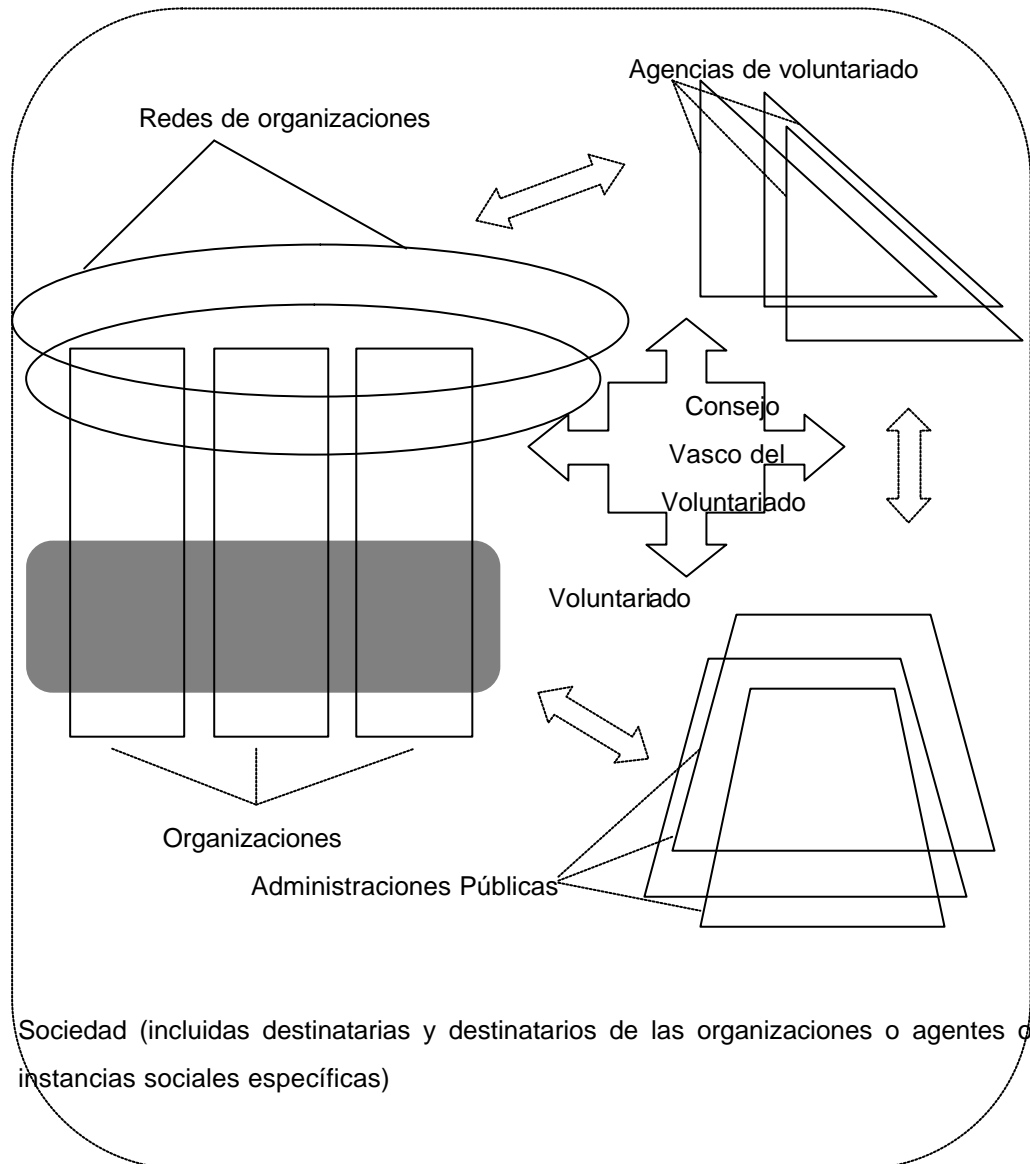 Agencias de voluntariado
Redes de organizaciones
Consejo
Vasco del
Voluntariado
Voluntariado
Organizaciones
Administraciones Públicas
Sociedad (incluidas destinatarias y destinatarios de las organizaciones o agentes o
instancias sociales específicas)